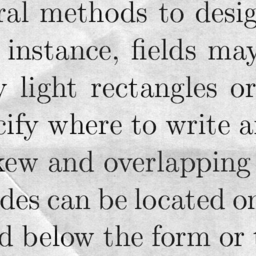 ral methods to desig
instance, fields may
y light rectangles or
cify where to write a
kew and overlapping
des can be located on
d below the form or t